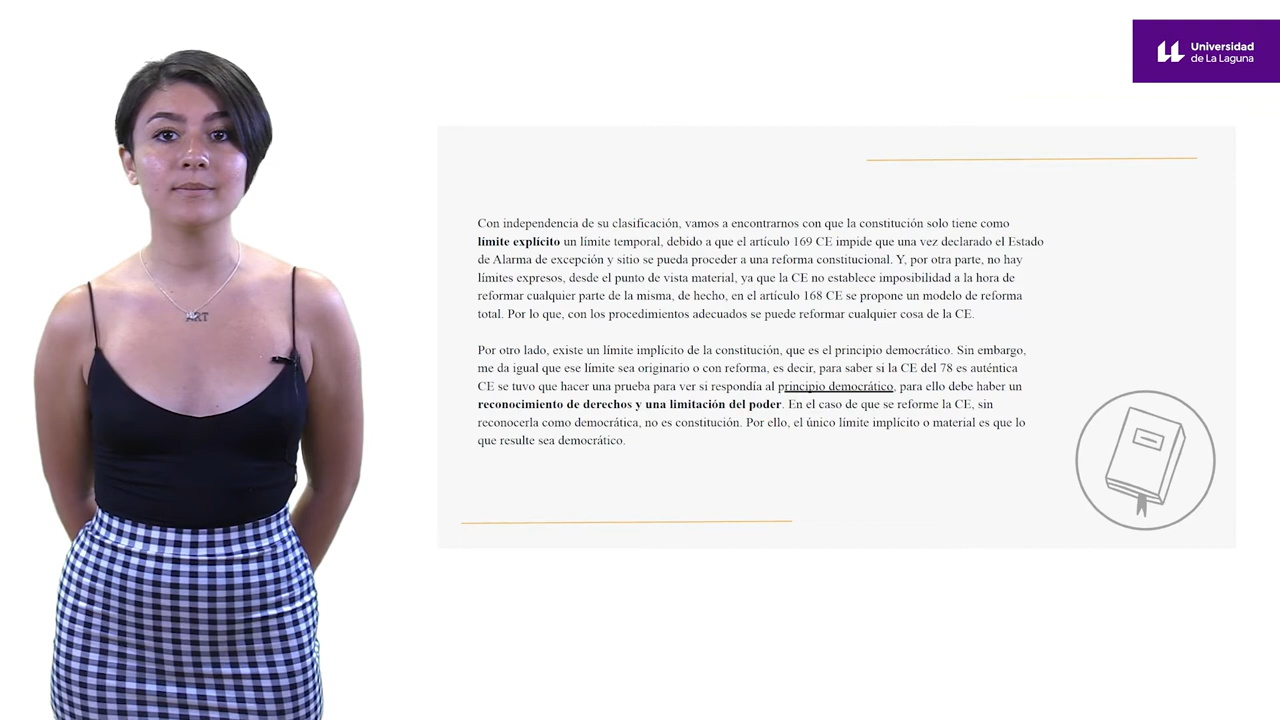 Universidad
de La Laguna
Con independencia de su clasificación, vamos a encontrarnos con que la constitución solo tiene como
límite explícito un límite temporal, debido a que el artículo 169 CE impide que una vez declarado el Estado
de Alarma de excepción y sitio se pueda proceder a una reforma constitucional. Y, por otra parte, no hay
límites expresos, desde el punto de vista material, ya que la CE no establece imposibilidad a la hora de
reformar cualquier parte de la misma, de hecho, en el artículo 168 CE se propone un modelo de reforma
total. Por lo que, con los procedimientos adecuados se puede reformar cualquier cosa de la CE.
Por otro lado, existe un límite implícito de la constitución, que es el principio democrático. Sin embargo,
me da igual que ese límite sea originario o con reforma, es decir, para saber si la CE del 78 es auténtica
CE se tuvo que hacer una prueba para ver si respondía al principio democrático, para ello debe haber un
reconocimiento de derechos y una limitación del poder. En el caso de que se reforme la CE, sin
reconocerla como democrática, no es constitución. Por ello, el único límite implícito o material es que lo
que resulte sea democrático.
ART